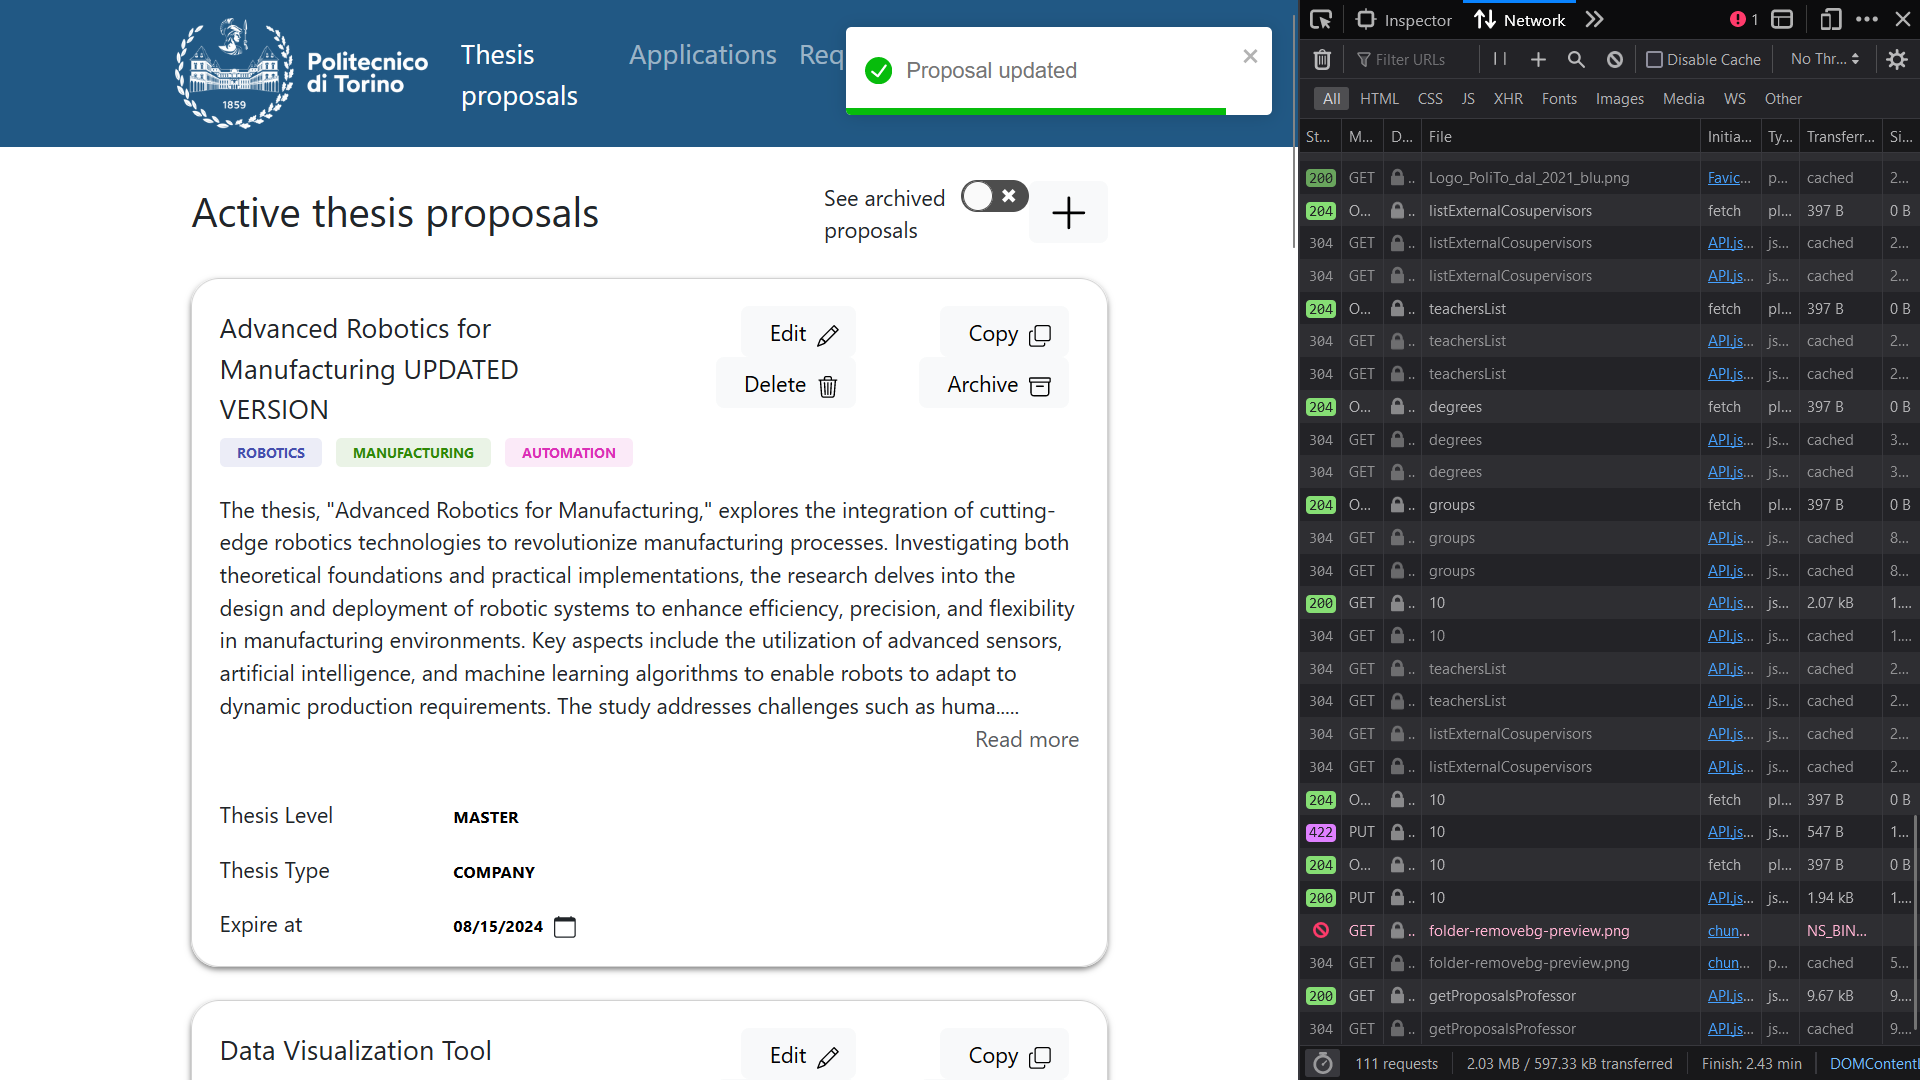 Politecnico
di Torino
1859
Thesis
proposals
Applications
Req
Proposal updated
Active thesis proposals
See archived
proposals
Advanced Robotics for
Manufacturing UPDATED
VERSION
Edit
Copy
Delete
Archive
ROBOTICS MANUFACTURING AUTOMATION
The thesis, "Advanced Robotics for Manufacturing," explores the integration of cutting-
edge robotics technologies to revolutionize manufacturing processes. Investigating both
theoretical foundations and practical implementations, the research delves into the
design and deployment of robotic systems to enhance efficiency, precision, and flexibility
in manufacturing environments. Key aspects include the utilization of advanced sensors,
artificial intelligence, and machine learning algorithms to enable robots to adapt to
dynamic production requirements. The study addresses challenges such as huma.....
Read more
Thesis Level MASTER
Thesis Type COMPANY
Expire at 08/15/2024
Data Visualization Tool
Edit
Copy
Inspector Network 1
Filter URLs Disable Cache No Thr...
All HTML CSS JS XHR Fonts Images Media WS Other
St... M... D... File Initia... Ty... Transferr... Si...
200 GET .. Logo_PoliTo_dal_2021_blu.png Favic... p... cached 2...
204 O... .. listExternalCosupervisors fetch pl... 397 B 0 B
304 GET .. listExternalCosupervisors API.js... js... cached 2...
304 GET .. listExternalCosupervisors API.js... js... cached 2...
204 O... .. teachersList fetch pl... 397 B 0 B
304 GET .. teachersList API.js... js... cached 2...
304 GET .. teachersList API.js... js... cached 2...
204 O... .. degrees fetch pl... 397 B 0 B
304 GET .. degrees API.js... js... cached 3...
304 GET .. degrees API.js... js... cached 3...
204 O... .. groups fetch pl... 397 B 0 B
304 GET .. groups API.js... js... cached 8...
304 GET .. groups API.js... js... cached 8...
200 GET .. 10 API.js... js... 2.07 kB 1....
304 GET .. 10 API.js... js... cached 1....
304 GET .. teachersList API.js... js... cached 2...
304 GET .. teachersList API.js... js... cached 2...
304 GET .. listExternalCosupervisors API.js... js... cached 2...
304 GET .. listExternalCosupervisors API.js... js... cached 2...
204 O... .. 10 fetch pl... 397 B 0 B
422 PUT .. 10 API.js... js... 547 B 1...
204 O... .. 10 fetch pl... 397 B 0 B
200 PUT .. 10 API.js... js... 1.94 kB 1....
GET .. folder-removebg-preview.png chun... NS_BIN...
304 GET .. folder-removebg-preview.png chun... p... cached 5...
200 GET .. getProposalsProfessor API.js... js... 9.67 kB 9....
304 GET .. getProposalsProfessor API.js... js... cached 9....
111 requests 2.03 MB / 597.33 kB transferred Finish: 2.43 min DOMContentL